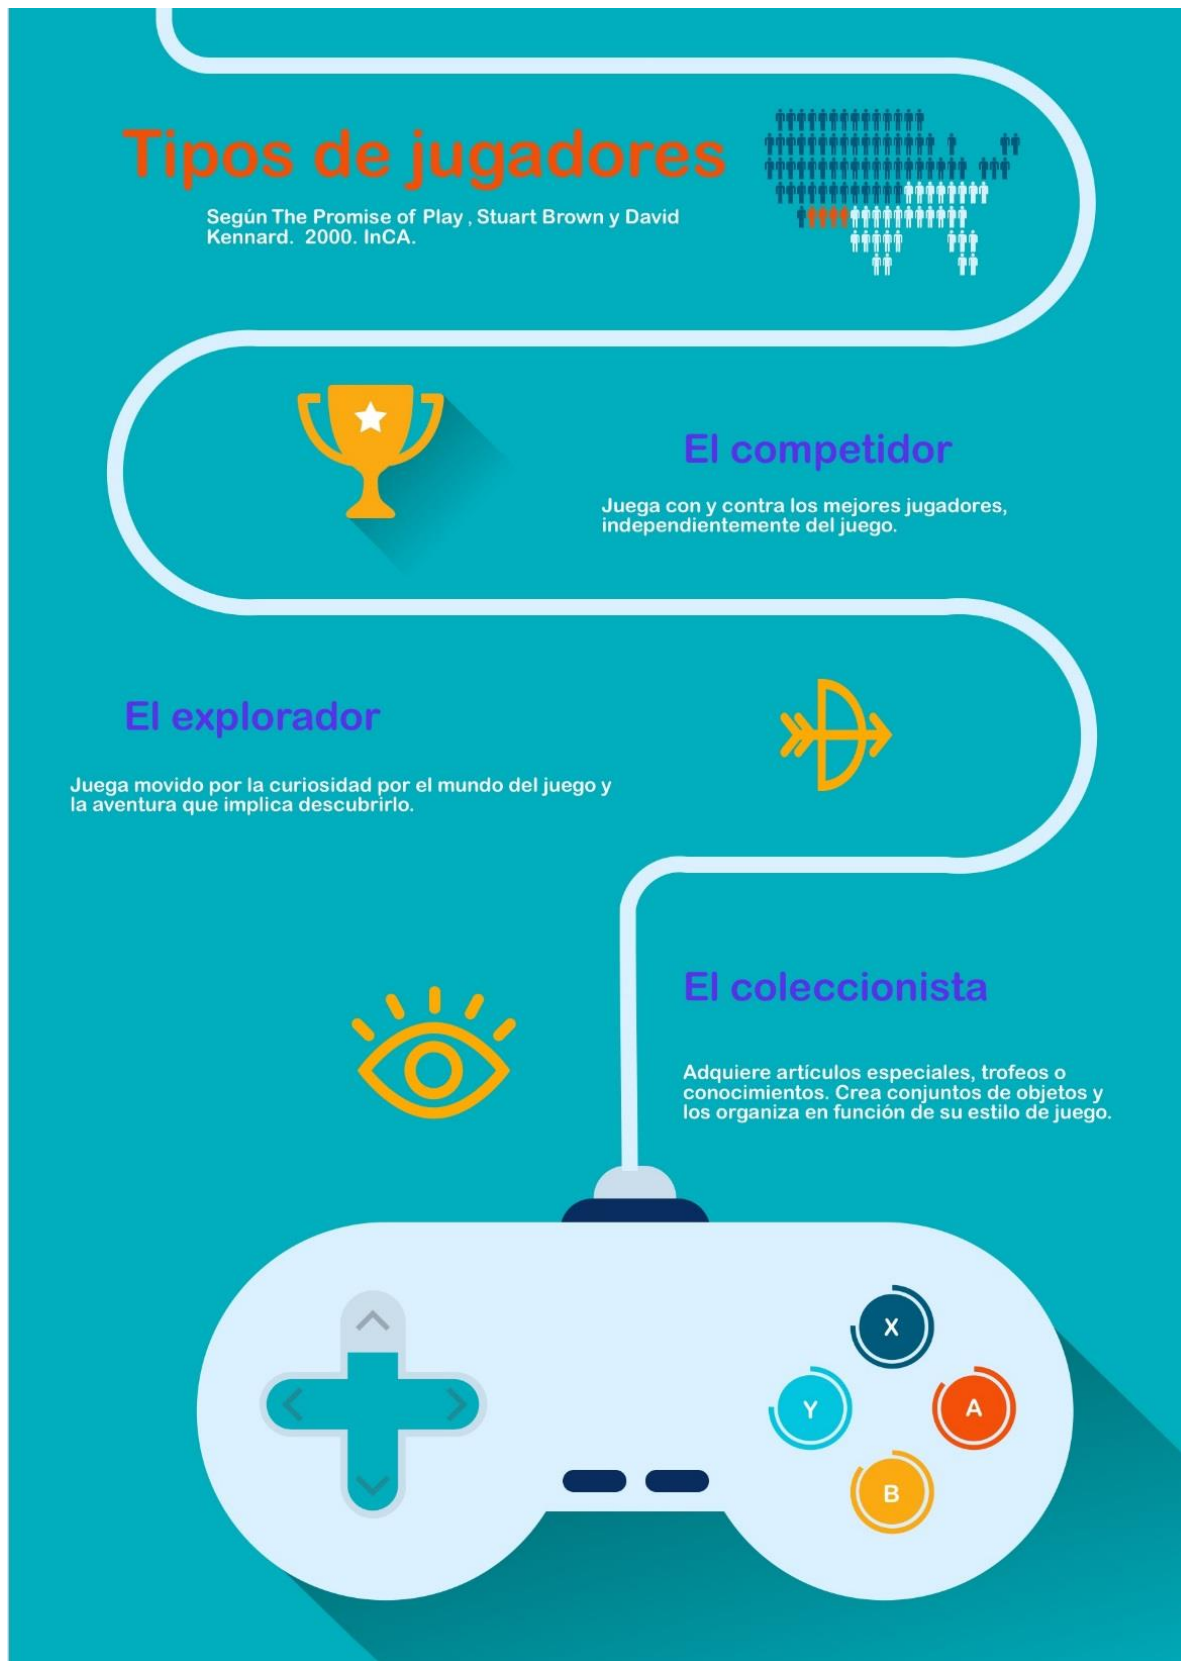 Tipos de jugadores
Según The Promise of Play , Stuart Brown y David
Kennard. 2000. InCA.
El competidor
Juega con y contra los mejores jugadores,
independientemente del juego.
El explorador
Juega movido por la curiosidad por el mundo del juego y
la aventura que implica descubrirlo.
El coleccionista
Adquiere artículos especiales, trofeos o
conocimientos. Crea conjuntos de objetos y
los organiza en función de su estilo de juego.
X
Y
A
B